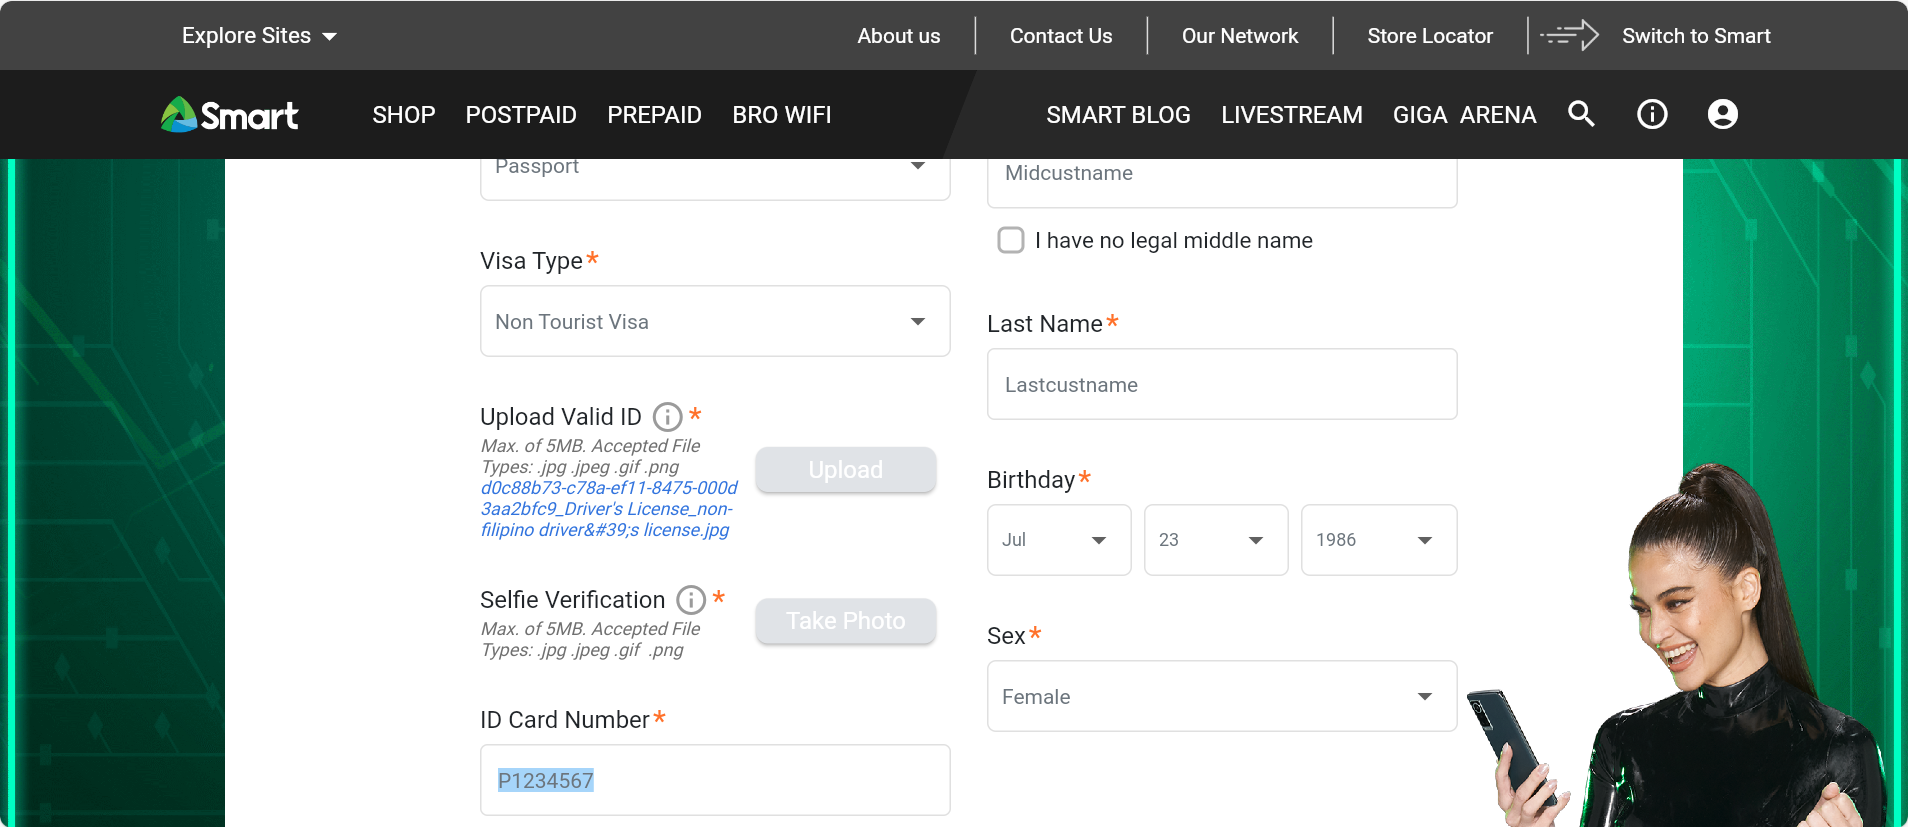 Explore Sites
About us
Contact Us
Our Network
Store Locator
Switch to Smart
Smart
SHOP
POSTPAID
PREPAID
BRO WIFI
SMART BLOG
LIVESTREAM
GIGA ARENA
Passport
Visa Type*
Non Tourist Visa
Upload Valid ID *
Max. of 5MB. Accepted File
Types: .jpg .jpeg .gif .png
d0c88b73-c78a-ef11-8475-000d
3aa2bfc9_Driver's License_non-
filipino driver&#39;s license.jpg
Upload
Selfie Verification *
Max. of 5MB. Accepted File
Types: .jpg .jpeg .gif .png
Take Photo
ID Card Number*
P1234567
Midcustname
I have no legal middle name
Last Name*
Lastcustname
Birthday*
Jul
23
1986
Sex*
Female